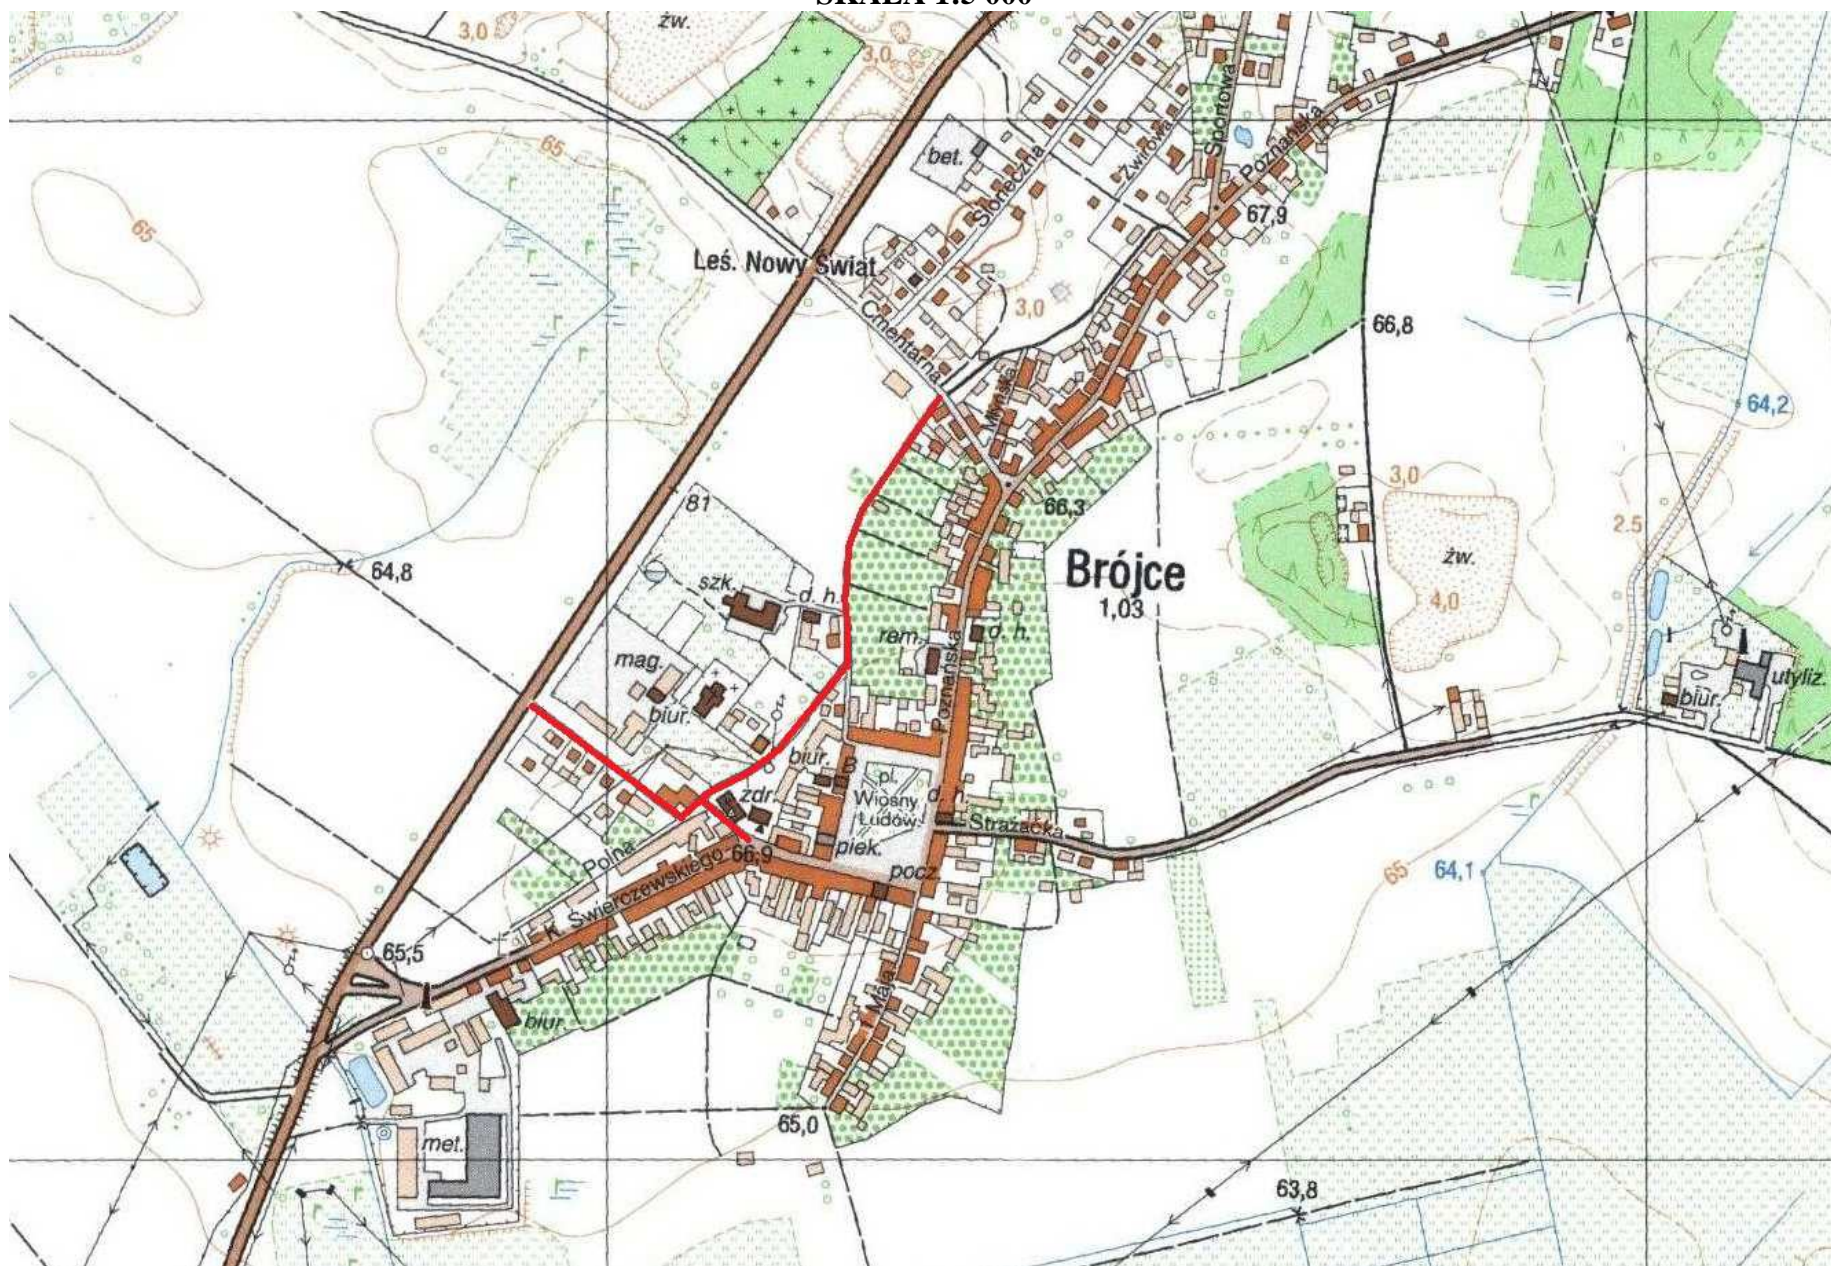 SKALA 1:5 000
żw.
3,0
3,0
65
bet.
Słoneczna
Żwirowa
Sportowa
Poznańska
67,9
65
Leś. Nowy Świat
Cmentarna
3,0
66,8
Młyńska
64,2
3,0
66,3
81
2.5
żw.
64,8
Brójce
1,03
szk.
d. h.
4,0
rem.
d. h.
Poznańska
mag.
utyliz.
biur.
biur.
biur.
B
pl.
Wiosny
Ludów
zdr.
d. h.
Strażacka
piek.
66,9
Polna
pocz.
65
64,1
K. Świerczewskiego
65,5
1 Maja
biur.
65,0
met.
63,8